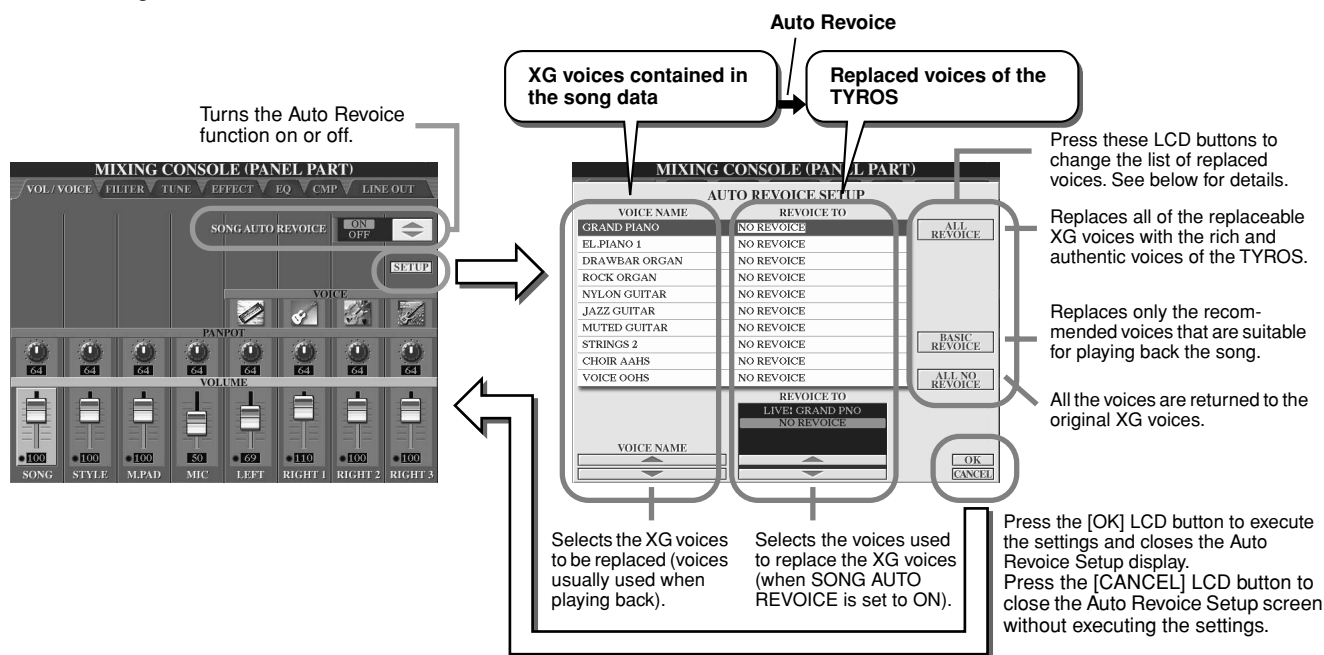 Auto Revoice
XG voices contained in
the song data
Replaced voices of the
TYROS
Turns the Auto Revoice
function on or off.
MIXING CONSOLE (PANEL PART)
VOL / VOICE FILTER TUNE EFFECT EQ CMP LINE OUT
SONG AUTO REVOICE ON
OFF
SETUP
VOICE
PANPOT
64 64 64 64 64 64 64 64
VOLUME
100 100 100 50 69 110 100 100
SONG STYLE M.PAD MIC LEFT RIGHT 1 RIGHT 2 RIGHT 3
MIXING CONSOLE (PANEL PART)
AUTO REVOICE SETUP
VOICE NAME REVOICE TO
GRAND PIANO NO REVOICE
EL.PIANO 1 NO REVOICE
DRAWBAR ORGAN NO REVOICE
ROCK ORGAN NO REVOICE
NYLON GUITAR NO REVOICE
JAZZ GUITAR NO REVOICE
MUTED GUITAR NO REVOICE
STRINGS 2 NO REVOICE
CHOIR AAHS NO REVOICE
VOICE OOHS NO REVOICE
ALL
REVOICE
BASIC
REVOICE
ALL NO
REVOICE
REVOICE TO
LIVE! GRAND PNO
NO REVOICE
VOICE NAME
OK
CANCEL
Press these LCD buttons to
change the list of replaced
voices. See below for details.
Replaces all of the replaceable
XG voices with the rich and
authentic voices of the TYROS.
Replaces only the recom-
mended voices that are suitable
for playing back the song.
All the voices are returned to the
original XG voices.
Selects the XG voices
to be replaced (voices
usually used when
playing back).
Selects the voices used
to replace the XG voices
(when SONG AUTO
REVOICE is set to ON).
Press the [OK] LCD button to execute
the settings and closes the Auto
Revoice Setup display.
Press the [CANCEL] LCD button to
close the Auto Revoice Setup screen
without executing the settings.